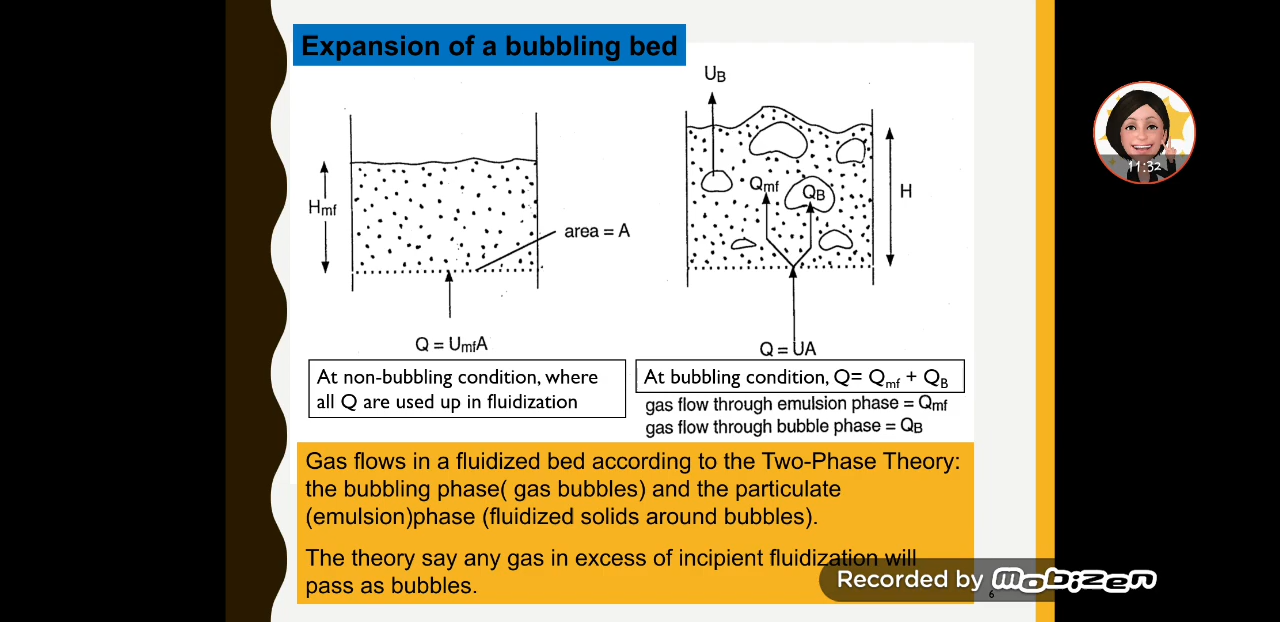 Expansion of a bubbling bed
UB
11:32
Qmf
QB
Hmf
H
area = A
Q = UmfA
Q = UA
At non-bubbling condition, where
all Q are used up in fluidization
At bubbling condition, Q= Qmf + QB
gas flow through emulsion phase = Qmf
gas flow through bubble phase = QB
Gas flows in a fluidized bed according to the Two-Phase Theory:
the bubbling phase( gas bubbles) and the particulate
(emulsion)phase (fluidized solids around bubbles).
The theory say any gas in excess of incipient fluidization will
pass as bubbles.
Recorded by Mobizen
6